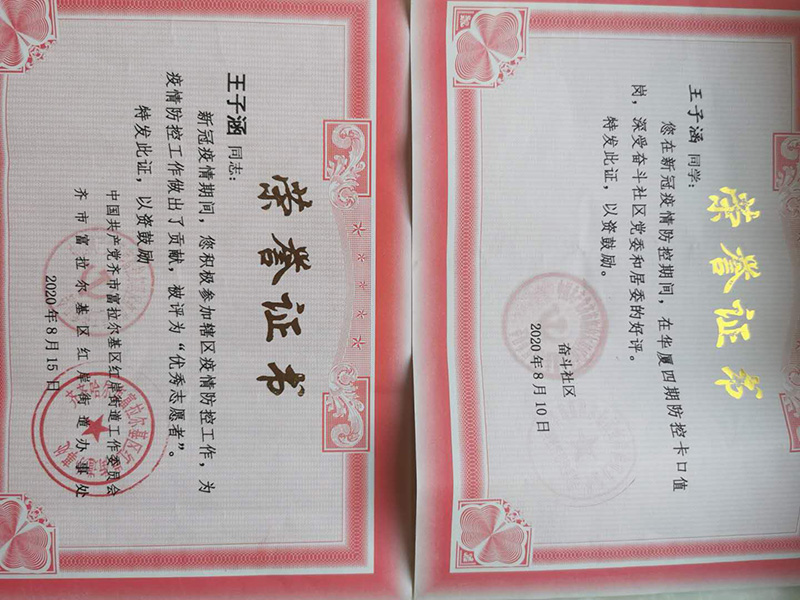 荣誉证书
王子涵 同志：
新冠疫情期间，您积极参加辖区疫情防控工作，为
疫情防控工作做出了贡献，被评为“优秀志愿者”。
特发此证，以资鼓励
中国共产党齐市富拉尔基区红岸街道工作委员会
齐市富拉尔基区红岸街道办事处
2020年8月15日
荣誉证书
王子涵 同学：
您在新冠疫情防控期间，在华厦四期防控卡口值
岗，深受奋斗社区党委和居委的好评。
特发此证，以资鼓励。
奋斗社区
2020年8月10日